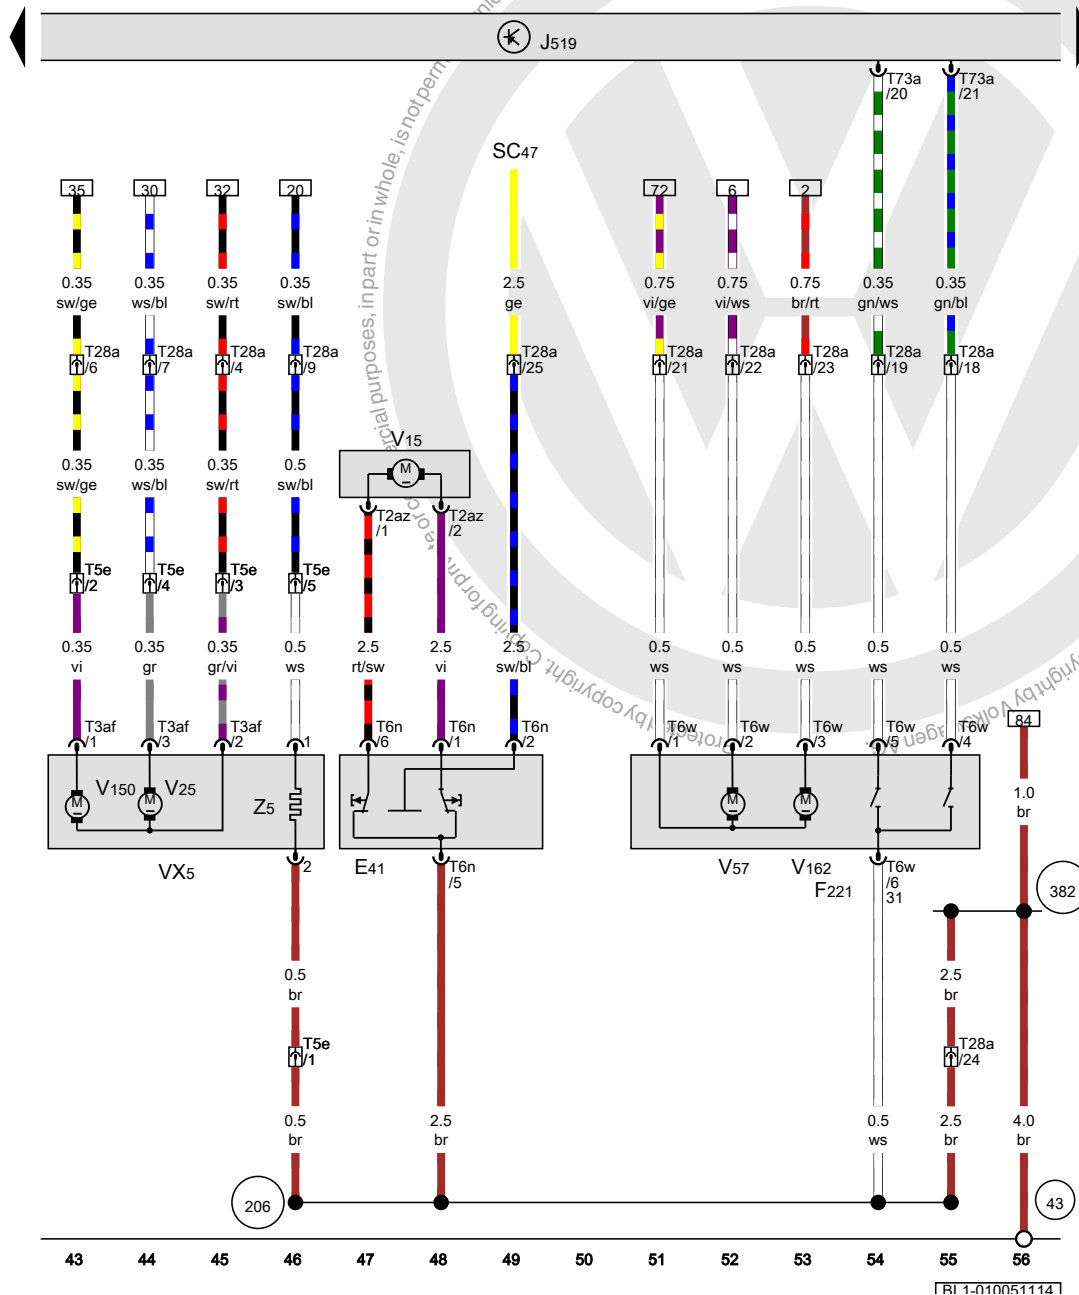 J519
T73a
/20
T73a
/21
SC47
35
30
32
20
72
6
2
0.35
sw/ge
0.35
ws/bl
0.35
sw/rt
0.35
sw/bl
2.5
ge
0.75
vi/ge
0.75
vi/ws
0.75
br/rt
0.35
gn/ws
0.35
gn/bl
T28a
/6
T28a
/7
T28a
/4
T28a
/9
T28a
/25
T28a
/21
T28a
/22
T28a
/23
T28a
/19
T28a
/18
V15
M
0.35
sw/ge
0.35
ws/bl
0.35
sw/rt
0.5
sw/bl
T2az
/1
T2az
/2
T5e
/2
T5e
/4
T5e
/3
T5e
/5
0.35
vi
0.35
gr
0.35
gr/vi
0.5
ws
2.5
rt/sw
2.5
vi
2.5
sw/bl
0.5
ws
0.5
ws
0.5
ws
0.5
ws
0.5
ws
T3af
/1
T3af
/3
T3af
/2
1
T6n
/6
T6n
/1
T6n
/2
T6w
/1
T6w
/2
T6w
/3
T6w
/5
T6w
/4
84
M
V150
M
V25
Z5
M
M
1.0
br
VX5
2
E41
T6n
/5
V57
V162
F221
T6w
/6
31
382
0.5
br
2.5
br
T5e
/1
T28a
/24
0.5
br
2.5
br
0.5
ws
2.5
br
4.0
br
206
43
43 44 45 46 47 48 49 50 51 52 53 54 55 56
BL1-010051114